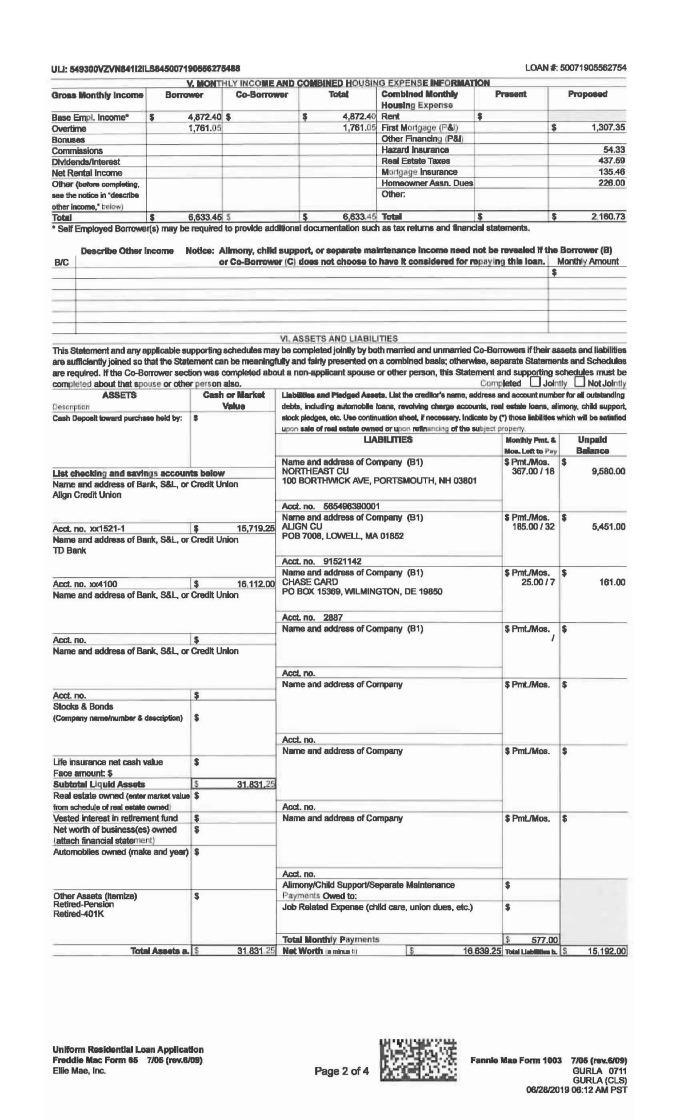 ULI: 549300VZVN841I2ILS84500719055627548​8 LOAN #: 50071905562754
V. MONTHLY INCOME AND COMBINED HOUSING EXPENSE INFORMATION
Gross Monthly Income Borrower Co-Borrower Total Combined Monthly Housing Expense Present Proposed
Base Empl. Income* $ 4,872.40 $ $ 4,872.40 Rent $
Overtime 1,761.05 1,761.05 First Mortgage (P&I) $ 1,307.35
Bonuses Other Financing (P&I)
Commissions Hazard Insurance 54.33
Dividends/Interest Real Estate Taxes 437.59
Net Rental Income Mortgage Insurance 135.46
Other (before completing, Homeowner Assn. Dues 226.00
see the notice in "describe Other:
other income," below)
Total $ 6,633.45 $ $ 6,633.45 Total $ $ 2,160.73
* Self Employed Borrower(s) may be required to provide additional documentation such as tax returns and financial statements.
Describe Other Income Notice: Alimony, child support, or separate maintenance income need not be revealed if the Borrower (B)
B/C or Co-Borrower (C) does not choose to have it considered for repaying this loan. Monthly Amount
$
VI. ASSETS AND LIABILITIES
This Statement and any applicable supporting schedules may be completed jointly by both married and unmarried Co-Borrowers if their assets and liabilities
are sufficiently joined so that the Statement can be meaningfully and fairly presented on a combined basis; otherwise, separate Statements and Schedules
are required. If the Co-Borrower section was completed about a non-applicant spouse or other person, this Statement and supporting schedules must be
completed about that spouse or other person also. Completed Jointly Not Jointly
ASSETS Cash or Market Value
Description
Cash Deposit toward purchase held by: $
List checking and savings accounts below
Name and address of Bank, S&L, or Credit Union
Align Credit Union
Acct. no. xx1521-1 $ 15,719.25
Name and address of Bank, S&L, or Credit Union
TD Bank
Acct. no. xx4100 $ 16,112.00
Name and address of Bank, S&L, or Credit Union
Acct. no. $
Name and address of Bank, S&L, or Credit Union
Acct. no. $
Stocks & Bonds
(Company name/number & description) $
Life insurance net cash value $
Face amount: $
Subtotal Liquid Assets $ 31,831.25
Real estate owned (enter market value $
from schedule of real estate owned)
Vested interest in retirement fund $
Net worth of business(es) owned $
(attach financial statement)
Automobiles owned (make and year) $
Other Assets (itemize) $
Retired-Pension
Retired-401K
Total Assets a. $ 31,831.25
Liabilities and Pledged Assets. List the creditor's name, address and account number for all outstanding
debts, including automobile loans, revolving charge accounts, real estate loans, alimony, child support,
stock pledges, etc. Use continuation sheet, if necessary. Indicate by (*) those liabilities which will be satisfied
upon sale of real estate owned or upon refinancing of the subject property.
LIABILITIES Monthly Pmt. & Mos. Left to Pay Unpaid Balance
Name and address of Company (B1) $ Pmt./Mos. $
NORTHEAST CU 367.00 / 18 9,580.00
100 BORTHWICK AVE, PORTSMOUTH, NH 03801
Acct. no. 565496390001
Name and address of Company (B1) $ Pmt./Mos. $
ALIGN CU 185.00 / 32 5,451.00
POB 7008, LOWELL, MA 01852
Acct. no. 91521142
Name and address of Company (B1) $ Pmt./Mos. $
CHASE CARD 25.00 / 7 161.00
PO BOX 15369, WILMINGTON, DE 19850
Acct. no. 2887
Name and address of Company (B1) $ Pmt./Mos. $
/
Acct. no.
Name and address of Company $ Pmt./Mos. $
Acct. no.
Name and address of Company $ Pmt./Mos. $
Acct. no.
Name and address of Company $ Pmt./Mos. $
Acct. no.
Alimony/Child Support/Separate Maintenance $
Payments Owed to:
Job Related Expense (child care, union dues, etc.) $
Total Monthly Payments $ 577.00
Net Worth (a minus b) $ 16,639.25 Total Liabilities b. $ 15,192.00
Uniform Residential Loan Application
Freddie Mac Form 65 7/05 (rev.6/09)
Ellie Mae, Inc.
Page 2 of 4
Fannie Mae Form 1003 7/05 (rev.6/09)
GURLA 0711
GURLA (CLS)
06/28/2019 06:12 AM PST